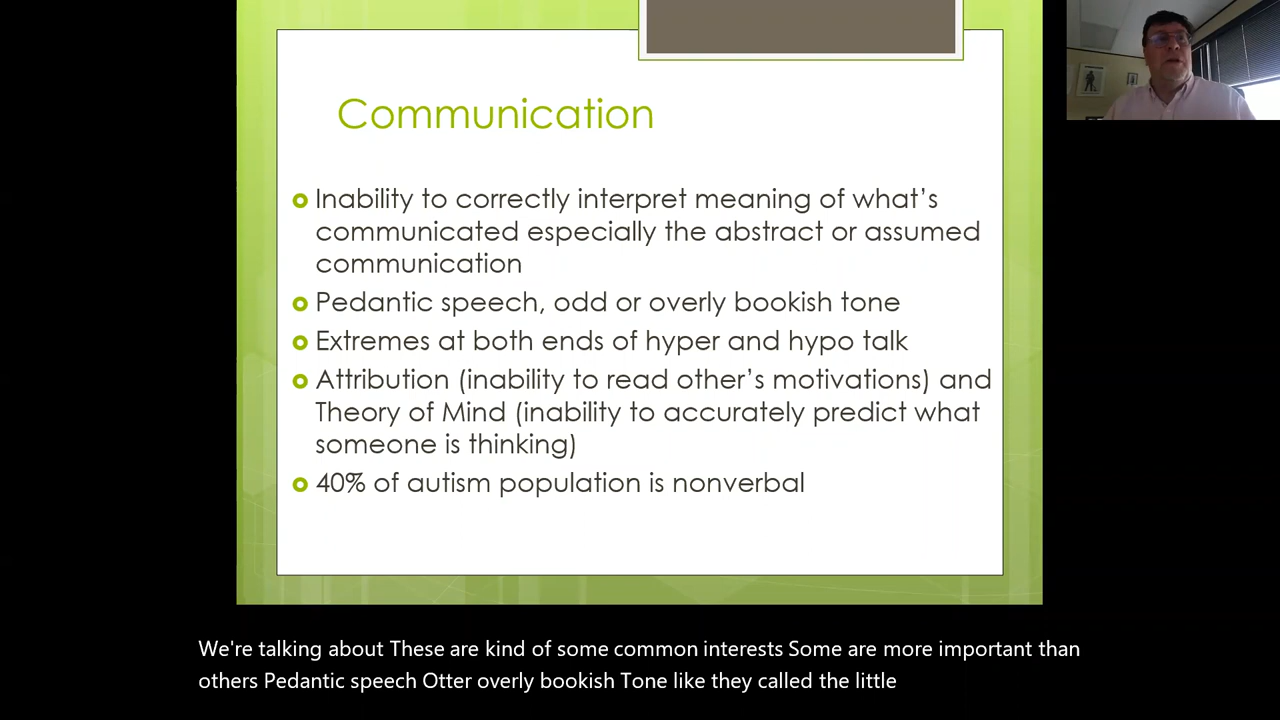 Communication
Inability to correctly interpret meaning of what's
communicated especially the abstract or assumed
communication
Pedantic speech, odd or overly bookish tone
Extremes at both ends of hyper and hypo talk
Attribution (inability to read other's motivations) and
Theory of Mind (inability to accurately predict what
someone is thinking)
40% of autism population is nonverbal
We're talking about These are kind of some common interests Some are more important than
others Pedantic speech Otter overly bookish Tone like they called the little